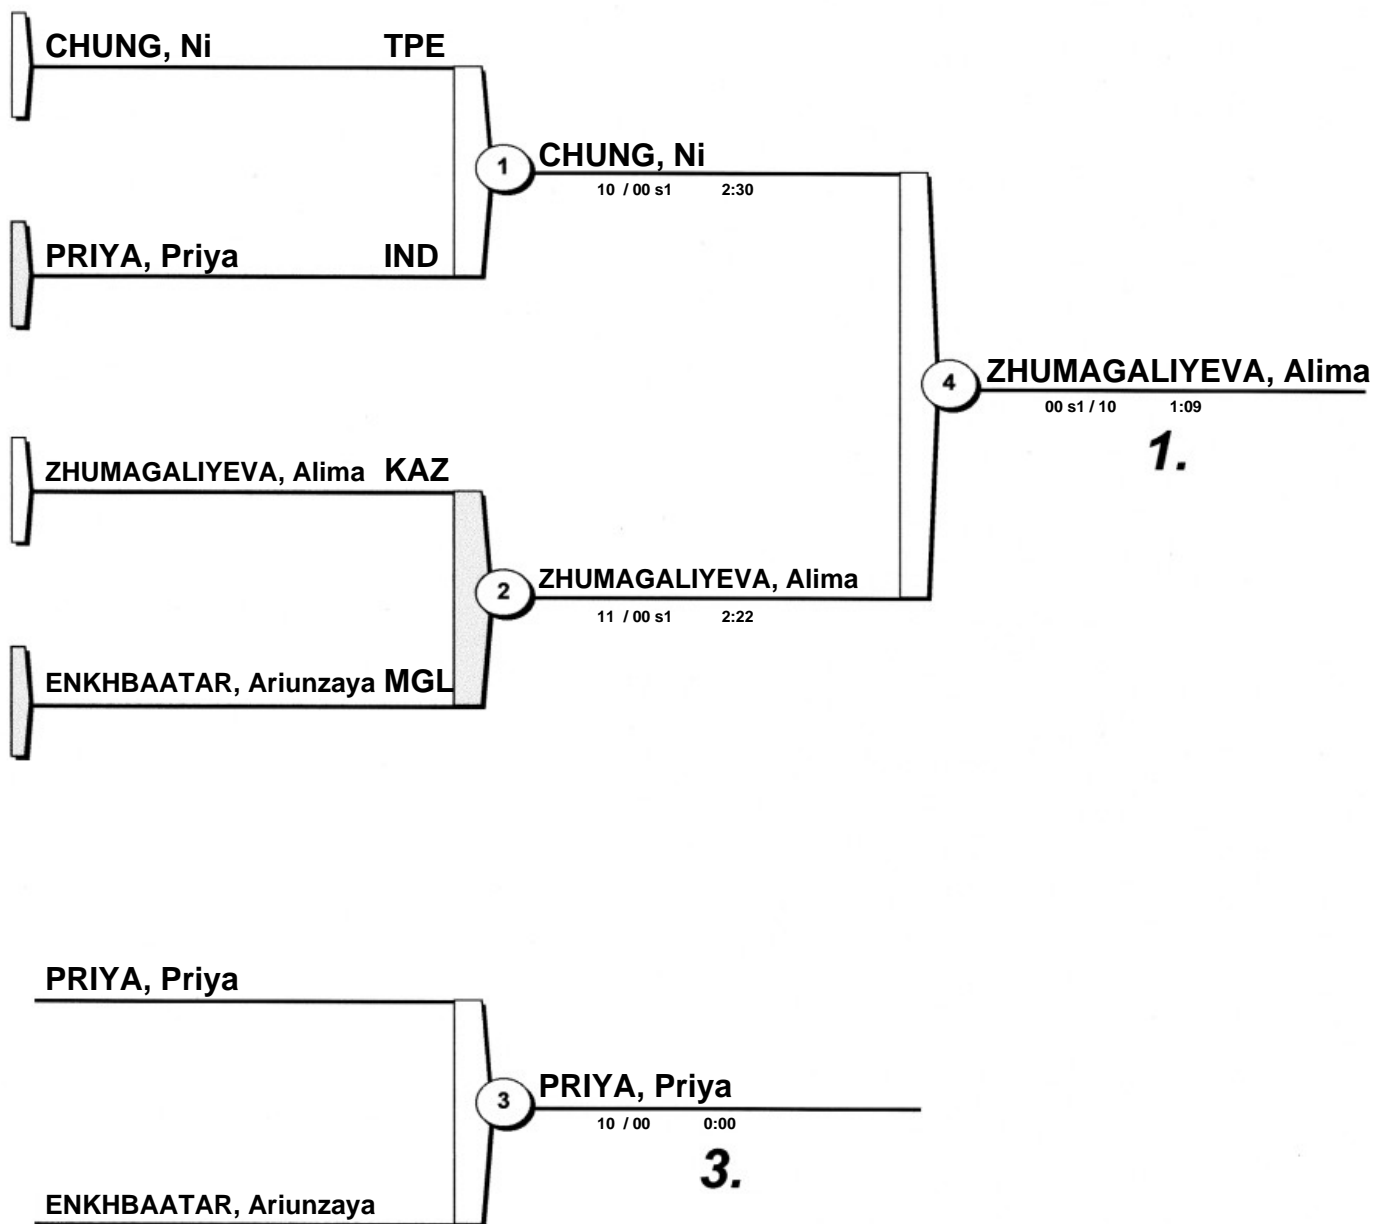 CHUNG, Ni TPE
1 CHUNG, Ni
10 / 00 s1 2:30
PRIYA, Priya IND
4 ZHUMAGALIYEVA, Alima
00 s1 / 10 1:09
1.
ZHUMAGALIYEVA, Alima KAZ
2 ZHUMAGALIYEVA, Alima
11 / 00 s1 2:22
ENKHBAATAR, Ariunzaya MGL
PRIYA, Priya
3 PRIYA, Priya
10 / 00 0:00
3.
ENKHBAATAR, Ariunzaya